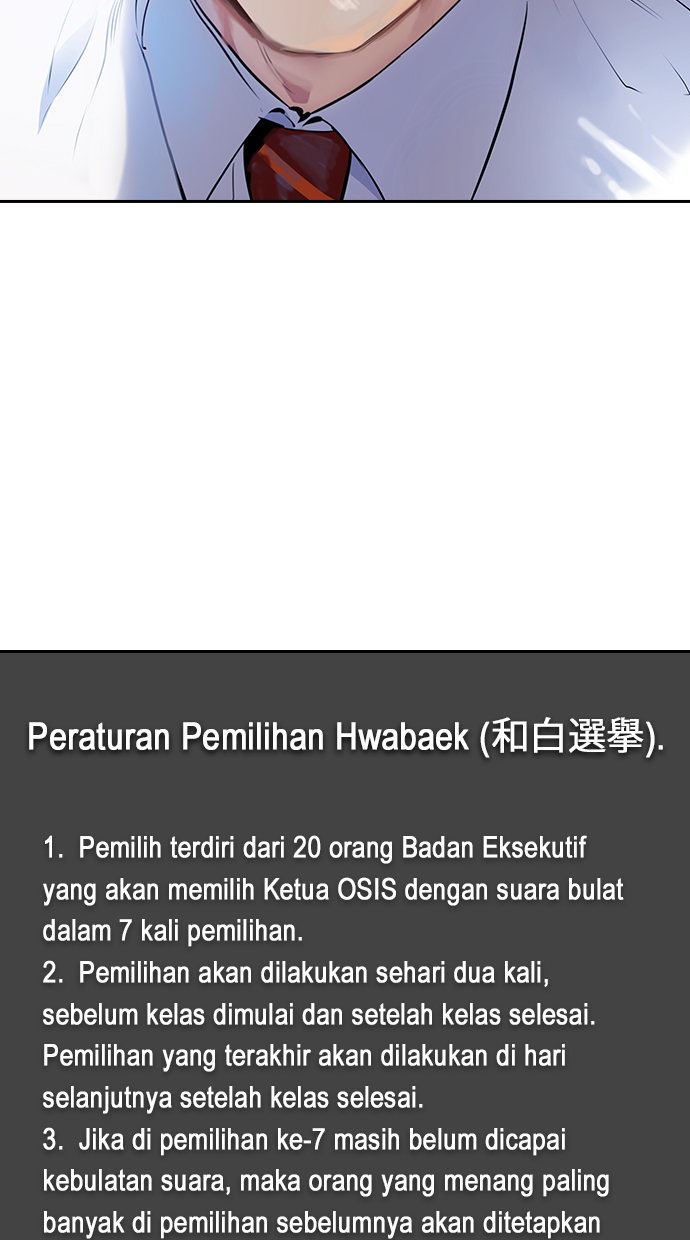 Peraturan Pemilihan Hwabaek (和白選擧).
1. Pemilih terdiri dari 20 orang Badan Eksekutif
yang akan memilih Ketua OSIS dengan suara bulat
dalam 7 kali pemilihan.
2. Pemilihan akan dilakukan sehari dua kali,
sebelum kelas dimulai dan setelah kelas selesai.
Pemilihan yang terakhir akan dilakukan di hari
selanjutnya setelah kelas selesai.
3. Jika di pemilihan ke-7 masih belum dicapai
kebulatan suara, maka orang yang menang paling
banyak di pemilihan sebelumnya akan ditetapkan